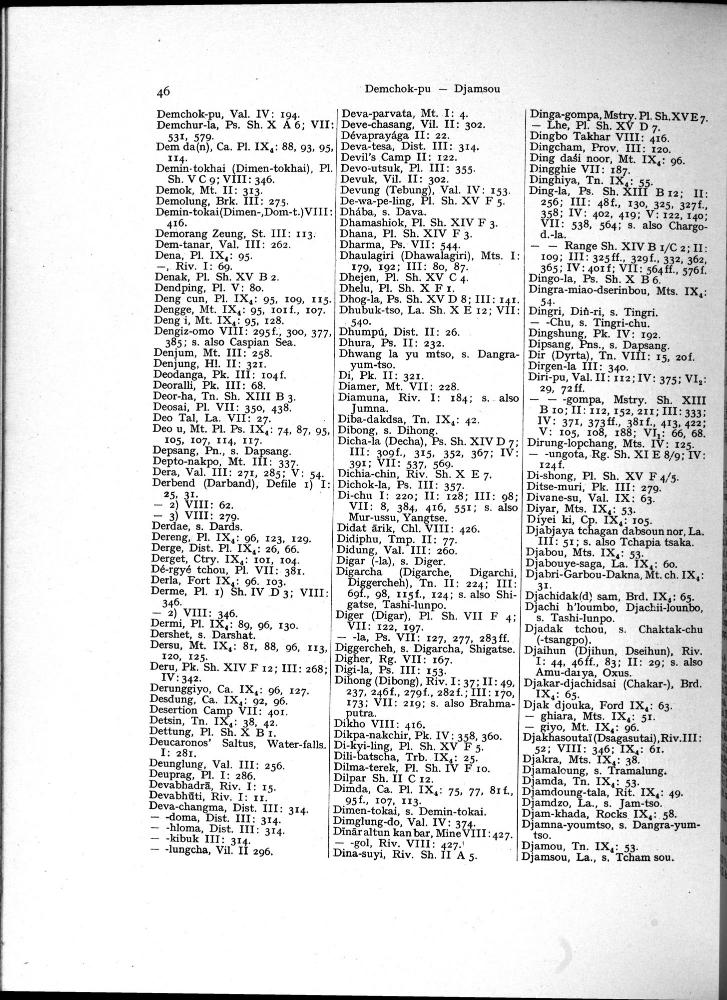 46
Demchok-pu — Djamsou
Demchok-pu, Val. IV: 194.
Demchur-la, Ps. Sh. X A 6; VII:
531, 579.
Dem da(n), Ca. Pl. IX₄: 88, 93, 95,
114.
Demin-tokhai (Dimen-tokhai), Pl.
Sh. V C 9; VIII: 346.
Demok, Mt. II: 313.
Demolung, Brk. III: 275.
Demin-tokai(Dimen-,Dom-t.)VIII:
416.
Demorang Zeung, St. III: 113.
Dem-tanar, Val. III: 262.
Dena, Pl. IX₄: 95.
—, Riv. I: 69.
Denak, Pl. Sh. XV B 2.
Dendping, Pl. V: 80.
Deng cun, Pl. IX₄: 95, 109, 115.
Dengge, Mt. IX₄: 95, 101f., 107.
Deng i, Mt. IX₄: 95, 128.
Dengiz-omo VIII: 295f., 300, 377,
385; s. also Caspian Sea.
Denjum, Mt. III: 258.
Denjung, Hl. II: 321.
Deodanga, Pk. III: 104f.
Deoralli, Pk. III: 68.
Deor-ha, Tn. Sh. XIII B 3.
Deosai, Pl. VII: 350, 438.
Deo Tal, La. VII: 27.
Deo u, Mt. Pl. Ps. IX₄: 74, 87, 95,
105, 107, 114, 117.
Depsang, Pn., s. Dapsang.
Depto-nakpo, Mt. III: 337.
Dera, Val. III: 271, 285; V: 54.
Derbend (Darband), Defile 1) I:
25, 31.
— 2) VIII: 62.
— 3) VIII: 279.
Derdae, s. Dards.
Dereng, Pl. IX₄: 96, 123, 129.
Derge, Dist. Pl. IX₄: 26, 66.
Derget, Ctry. IX₄: 101, 104.
Dé-rgyé tchou, Pl. VII: 381.
Derla, Fort IX₄: 96. 103.
Derme, Pl. 1) Sh. IV D 3; VIII:
346.
— 2) VIII: 346.
Dermi, Pl. IX₄: 89, 96, 130.
Dershet, s. Darshat.
Dersu, Mt. IX₄: 81, 88, 96, 113,
120, 125.
Deru, Pk. Sh. XIV F 12; III: 268;
IV: 342.
Derunggiyo, Ca. IX₄: 96, 127.
Desdung, Ca. IX₄: 92, 96.
Desertion Camp VII: 401.
Detsin, Tn. IX₄: 38, 42.
Dettung, Pl. Sh. X B 1.
Deucaronos' Saltus, Water-falls.
I: 281.
Deunglung, Val. III: 256.
Deuprag, Pl. I: 286.
Devabhadrā, Riv. I: 15.
Devabhūti, Riv. I: 11.
Deva-changma, Dist. III: 314.
— -doma, Dist. III: 314.
— -hloma, Dist. III: 314.
— -kibuk III: 314.
— -lungcha, Vil. II 296.
Deva-parvata, Mt. I: 4.
Deve-chasang, Vil. II: 302.
Dévaprayága II: 22.
Deva-tesa, Dist. III: 314.
Devil's Camp II: 122.
Devo-utsuk, Pl. III: 355.
Devuk, Vil. II: 302.
Devung (Tebung), Val. IV: 153.
De-wa-pe-ling, Pl. Sh. XV F 5.
Dhába, s. Dava.
Dhamashiok, Pl. Sh. XIV F 3.
Dhana, Pl. Sh. XIV F 3.
Dharma, Ps. VII: 544.
Dhaulagiri (Dhawalagiri), Mts. I:
179, 192; III: 80, 87.
Dhejen, Pl. Sh. XV C 4.
Dhelu, Pl. Sh. X F 1.
Dhog-la, Ps. Sh. XV D 8; III: 141.
Dhubuk-tso, La. Sh. X E 12; VII:
540.
Dhumpú, Dist. II: 26.
Dhura, Ps. II: 232.
Dhwang la yu mtso, s. Dangra-
yum-tso.
Di, Pk. II: 321.
Diamer, Mt. VII: 228.
Diamuna, Riv. I: 184; s. also
Jumna.
Diba-dakdsa, Tn. IX₄: 42.
Dibong, s. Dihong.
Dicha-la (Decha), Ps. Sh. XIV D 7;
III: 309f., 315, 352, 367; IV:
391; VII: 537, 569.
Dichia-chin, Riv. Sh. X E 7.
Dichok-la, Ps. III: 357.
Di-chu I: 220; II: 128; III: 98;
VII: 8, 384, 416, 551; s. also
Mur-ussu, Yangtse.
Didat ärik, Chl. VIII: 426.
Didiphu, Tmp. II: 77.
Didung, Val. III: 260.
Digar (-la), s. Diger.
Digarcha (Digarche, Digarchi,
Diggercheh), Tn. II: 224; III:
69f., 98, 115f., 124; s. also Shi-
gatse, Tashi-lunpo.
Diger (Digar), Pl. Sh. VII F 4;
VII: 122, 197.
— -la, Ps. VII: 127, 277, 283ff.
Diggercheh, s. Digarcha, Shigatse.
Digher, Rg. VII: 167.
Digi-la, Ps. III: 153.
Dihong (Dibong), Riv. I: 37; II: 49,
237, 246f., 279f., 282f.; III: 170,
173; VII: 219; s. also Brahma-
putra.
Dikho VIII: 416.
Dikpa-nakchir, Pk. IV: 358, 360.
Di-kyi-ling, Pl. Sh. XV F 5.
Dili-batscha, Trb. IX₄: 25.
Dilma-terek, Pl. Sh. IV F 10.
Dilpar Sh. II C 12.
Dimda, Ca. Pl. IX₄: 75, 77, 81f.,
95f., 107, 113.
Dimen-tokai, s. Demin-tokai.
Dimglung-do, Val. IV: 374.
Dinār altun kan bar, Mine VIII: 427.
— -gol, Riv. VIII: 427.
Dina-suyi, Riv. Sh. II A 5.
Dinga-gompa, Mstry. Pl. Sh.XV E 7.
— Lhe, Pl. Sh. XV D 7.
Dingbo Takhar VIII: 416.
Dingcham, Prov. III: 120.
Ding daši noor, Mt. IX₄: 96.
Dingghie VII: 187.
Dinghiya, Tn. IX₄: 55.
Ding-la, Ps. Sh. XIII B 12; II:
256; III: 48f., 130, 325, 327f.,
358; IV: 402, 419; V: 122, 140;
VII: 538, 564; s. also Chargo-
d.-la.
— — Range Sh. XIV B 1/C 2; II:
109; III: 325ff., 329f., 332, 362,
365; IV: 401f; VII: 564ff., 576f.
Dingo-la, Ps. Sh. X B 6.
Dingra-miao-dserinbou, Mts. IX₄:
54.
Dingri, Diṅ-ri, s. Tingri.
— -Chu, s. Tingri-chu.
Dingshung, Pk. IV: 192.
Dipsang, Pns., s. Dapsang.
Dir (Dyrta), Tn. VIII: 15, 20f.
Dirgen-la III: 340.
Diri-pu, Val. II: 112; IV: 375; VI₂:
29, 72ff.
— — -gompa, Mstry. Sh. XIII
B 10; II: 112, 152, 211; III: 333;
IV: 371, 373ff., 381f., 413, 422;
V: 105, 108, 188; VI₁: 66, 68.
Dirung-lopchang, Mts. IV: 125.
— -ungota, Rg. Sh. XI E 8/9; IV:
124f.
Di-shong, Pl. Sh. XV F 4/5.
Ditse-muri, Pk. III: 279.
Divane-su, Val. IX: 63.
Diyar, Mts. IX₄: 53.
Diyei ki, Cp. IX₄: 105.
Djabjaya tchagan dabsoun nor, La.
III: 51; s. also Tchapia tsaka.
Djabou, Mts. IX₄: 53.
Djabouye-saga, La. IX₄: 60.
Djabri-Garbou-Dakna, Mt. ch. IX₄:
31.
Djachidak(d) sam, Brd. IX₄: 65.
Djachi h'loumbo, Djachii-lounbo,
s. Tashi-lunpo.
Djadak tchou, s. Chaktak-chu
(-tsangpo).
Djaihun (Djihun, Dseihun), Riv.
I: 44, 46ff., 83; II: 29; s. also
Amu-darya, Oxus.
Djakar-djachidsai (Chakar-), Brd.
IX₄: 65.
Djak djouka, Ford IX₄: 63.
— ghiara, Mts. IX₄: 51.
— giyo, Mt. IX₄: 96.
Djakhasoutaï(Dsagasutai),Riv.III:
52; VIII: 346; IX₄: 61.
Djakra, Mts. IX₄: 38.
Djamaloung, s. Tramalung.
Djamda, Tn. IX₄: 53.
Djamdoung-tala, Rit. IX₄: 49.
Djamdzo, La., s. Jam-tso.
Djam-khada, Rocks IX₄: 58.
Djamna-youmtso, s. Dangra-yum-
tso.
Djamou, Tn. IX₄: 53.
Djamsou, La., s. Tcham sou.